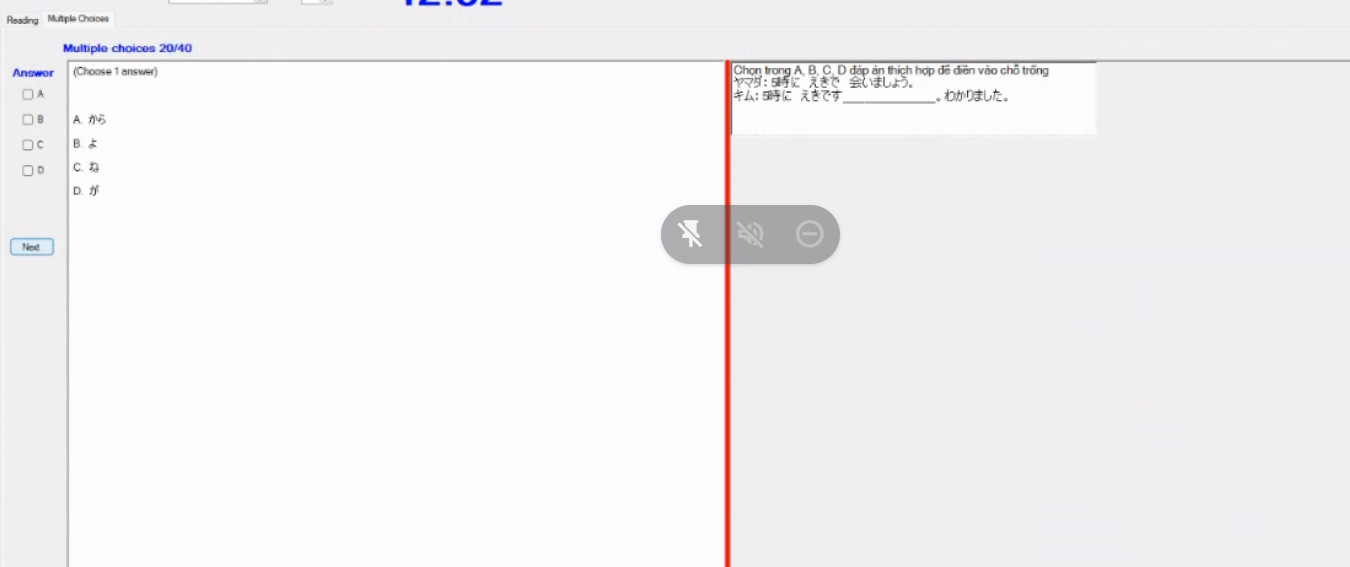 Reading Multiple Choices
Multiple choices 20/40
Answer
A
B
C
D
Next
(Choose 1 answer)
A. から
B. よ
C. ね
D. が
Chọn trong A, B, C, D đáp án thích hợp để điền vào chỗ trống
ヤマダ: 5時に えきで 会いましょう。
キム: 5時に えきです______________。わかりました。